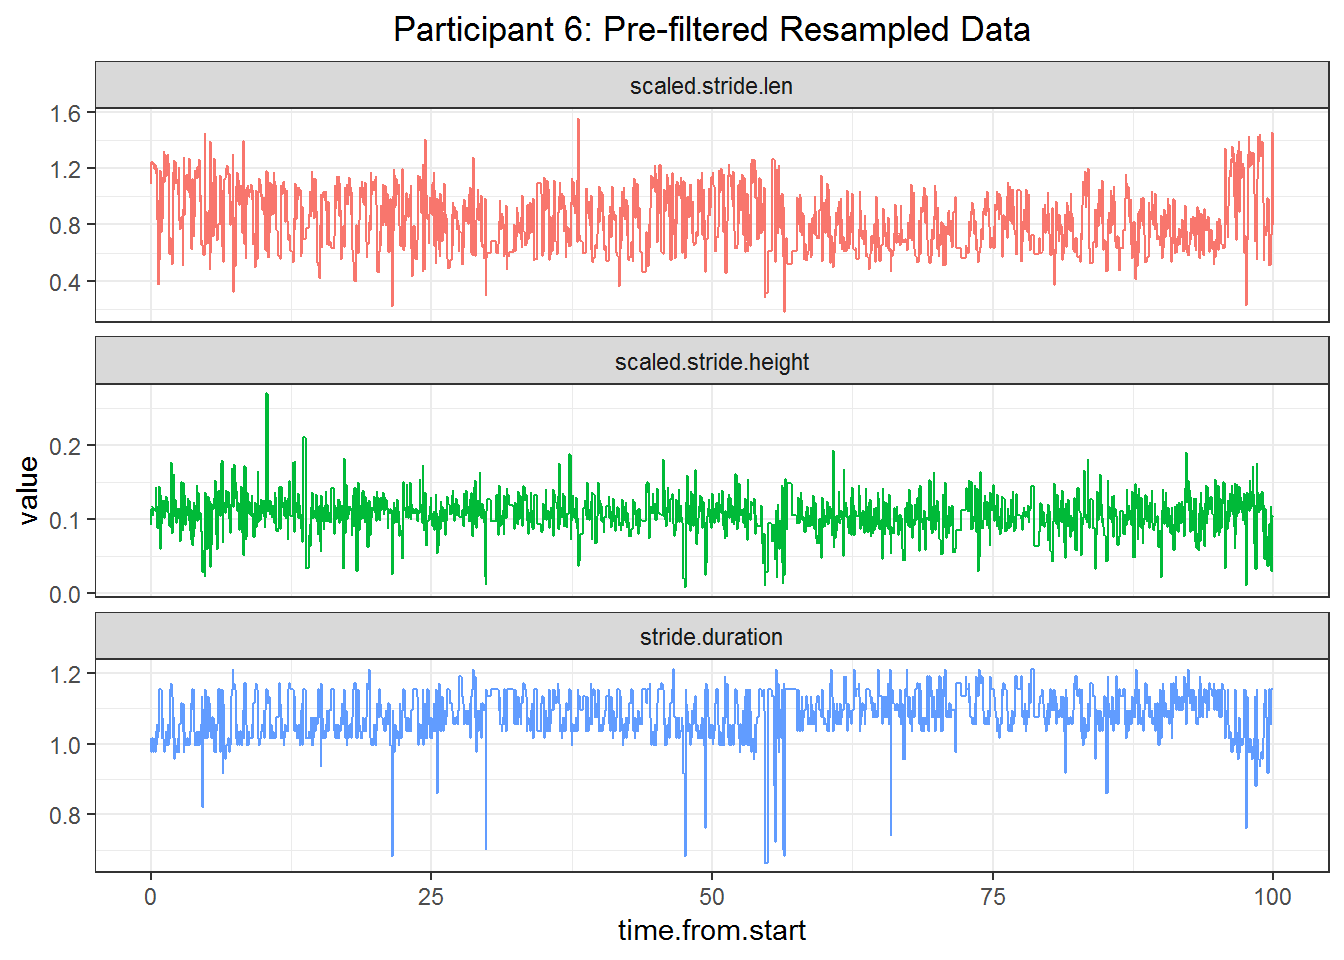 Participant 6: Pre-filtered Resampled Data
scaled.stride.len
1.6
1.2
0.8
0.4
scaled.stride.height
0.2
0.1
0.0
value
stride.duration
1.2
1.0
0.8
0 25 50 75 100
time.from.start